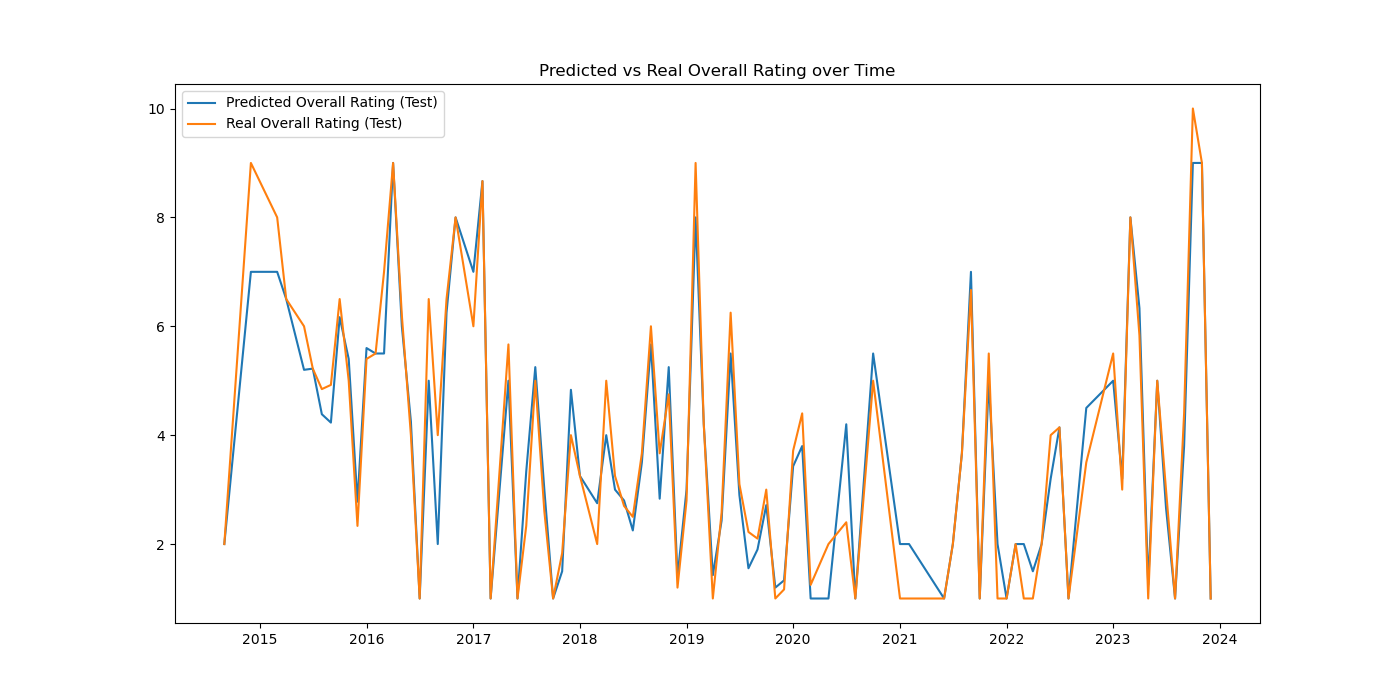 Predicted vs Real Overall Rating over Time
Predicted Overall Rating (Test)
Real Overall Rating (Test)
10
8
6
4
2
2015 2016 2017 2018 2019 2020 2021 2022 2023 2024